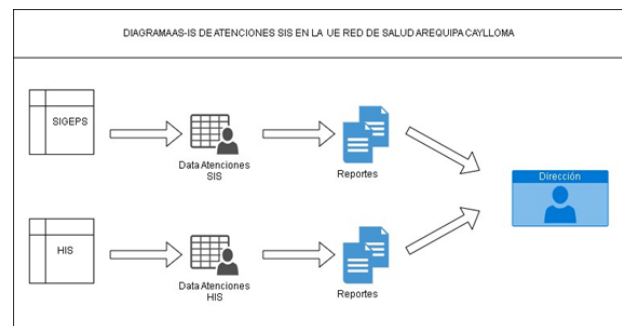 DIAGRAMAAS-IS DE ATENCIONES SIS EN LA UE RED DE SALUD AREQUIPA CAYLLOMA
SIGEPS
Data Atenciones
SIS
Reportes
Dirección
HIS
Data Atenciones
HIS
Reportes